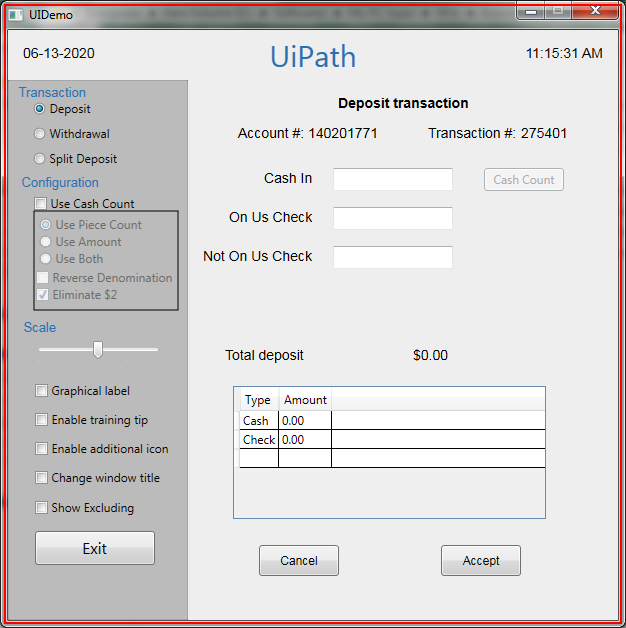 UIDemo
06-13-2020
UiPath
11:15:31 AM
Transaction
Deposit
Withdrawal
Split Deposit
Configuration
Use Cash Count
Use Piece Count
Use Amount
Use Both
Reverse Denomination
Eliminate $2
Scale
Graphical label
Enable training tip
Enable additional icon
Change window title
Show Excluding
Exit
Deposit transaction
Account #: 140201771 Transaction #: 275401
Cash In Cash Count
On Us Check
Not On Us Check
Total deposit $0.00
Type Amount
Cash 0.00
Check 0.00
Cancel Accept